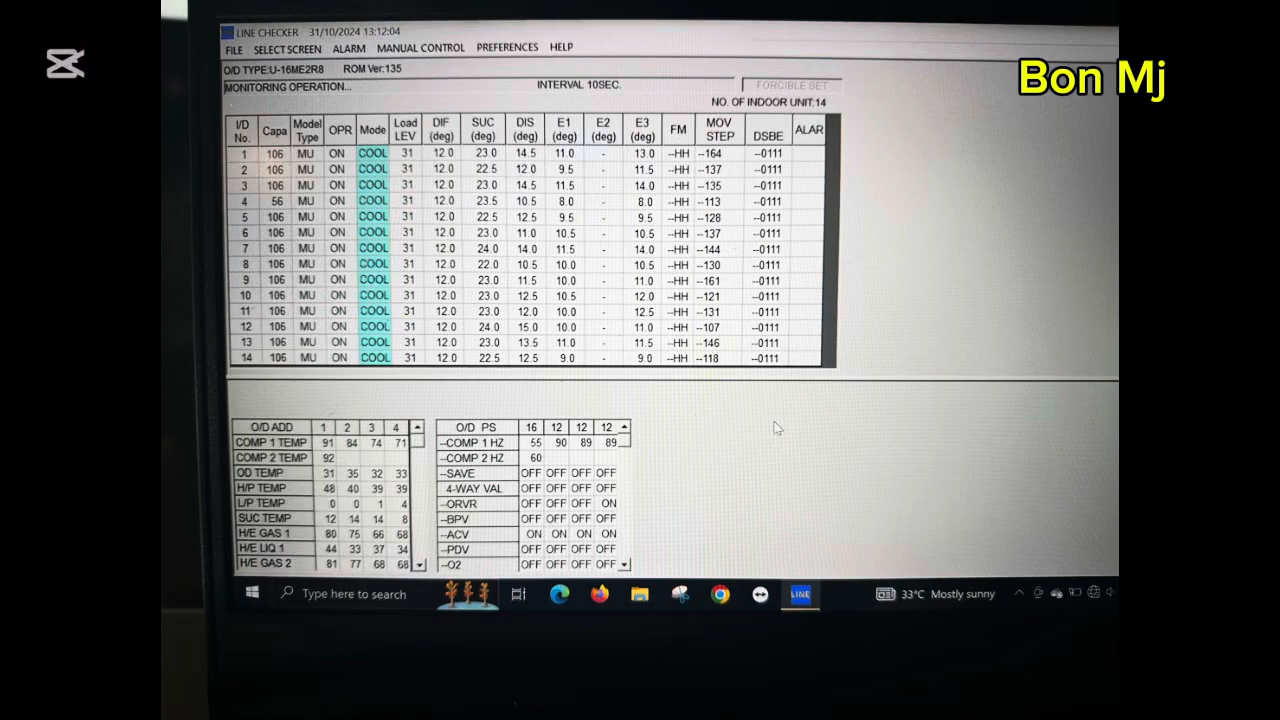 Bon Mj
LINE CHECKER 31/10/2024 13:12:04
FILE SELECT SCREEN ALARM MANUAL CONTROL PREFERENCES HELP
O/D TYPE:U-16ME2R8 ROM Ver:135
MONITORING OPERATION... INTERVAL 10SEC. FORCIBLE SET
NO. OF INDOOR UNIT:14
I/D No. Capa Model Type OPR Mode Load LEV DIF (deg) SUC (deg) DIS (deg) E1 (deg) E2 (deg) E3 (deg) FM MOV STEP DSBE ALAR
1 106 MU ON COOL 31 12.0 23.0 14.5 11.0 - 13.0 --HH --164 --0111
2 106 MU ON COOL 31 12.0 22.5 12.0 9.5 - 11.5 --HH --137 --0111
3 106 MU ON COOL 31 12.0 23.0 14.5 11.5 - 14.0 --HH --135 --0111
4 56 MU ON COOL 31 12.0 23.5 10.5 8.0 - 8.0 --HH --113 --0111
5 106 MU ON COOL 31 12.0 22.5 12.5 9.5 - 9.5 --HH --128 --0111
6 106 MU ON COOL 31 12.0 23.0 11.0 10.5 - 10.5 --HH --137 --0111
7 106 MU ON COOL 31 12.0 24.0 14.0 11.5 - 14.0 --HH --144 --0111
8 106 MU ON COOL 31 12.0 22.0 10.5 10.0 - 10.5 --HH --130 --0111
9 106 MU ON COOL 31 12.0 23.0 11.5 10.0 - 11.0 --HH --161 --0111
10 106 MU ON COOL 31 12.0 23.0 12.5 10.5 - 12.0 --HH --121 --0111
11 106 MU ON COOL 31 12.0 23.0 12.0 10.0 - 12.5 --HH --131 --0111
12 106 MU ON COOL 31 12.0 24.0 15.0 10.0 - 11.0 --HH --107 --0111
13 106 MU ON COOL 31 12.0 23.0 13.5 11.0 - 11.5 --HH --146 --0111
14 106 MU ON COOL 31 12.0 22.5 12.5 9.0 - 9.0 --HH --118 --0111
O/D ADD 1 2 3 4
COMP 1 TEMP 91 84 74 71
COMP 2 TEMP 92
OD TEMP 31 35 32 33
H/P TEMP 48 40 39 39
L/P TEMP 0 0 1 4
SUC TEMP 12 14 14 8
H/E GAS 1 80 75 66 68
H/E LIQ 1 44 33 37 34
H/E GAS 2 81 77 68 68
O/D PS 16 12 12 12
--COMP 1 HZ 55 90 89 89
--COMP 2 HZ 60
--SAVE OFF OFF OFF OFF
4-WAY VAL OFF OFF OFF OFF
--ORVR OFF OFF OFF ON
--BPV OFF OFF OFF OFF
--ACV ON ON ON ON
--PDV OFF OFF OFF OFF
--O2 OFF OFF OFF OFF
Type here to search LINE 33°C Mostly sunny